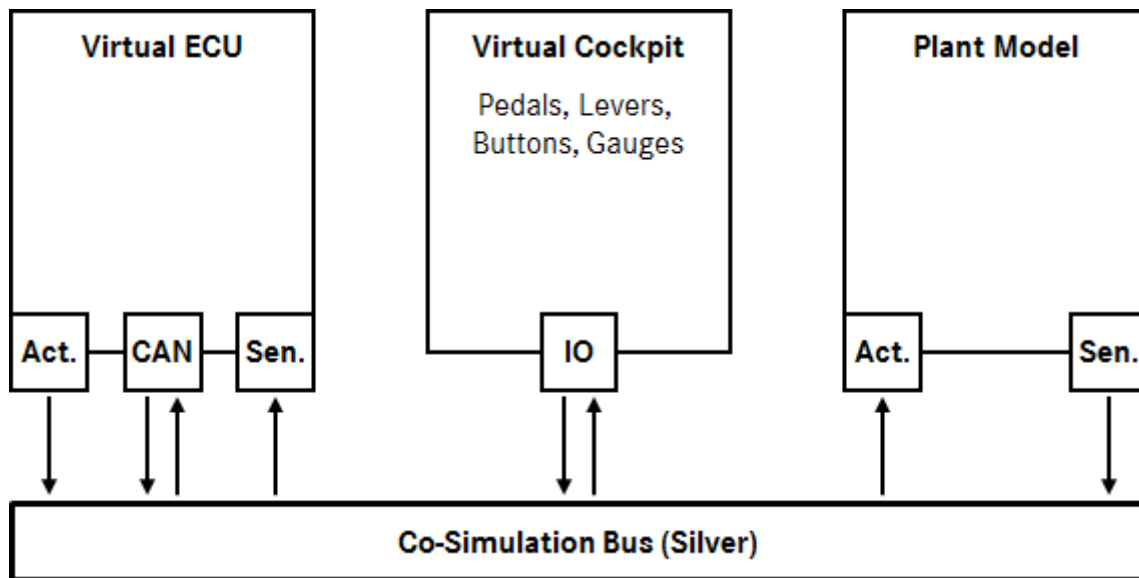 Virtual ECU
Virtual Cockpit
Plant Model
Pedals, Levers,
Buttons, Gauges
Act.
CAN
Sen.
IO
Act.
Sen.
Co-Simulation Bus (Silver)